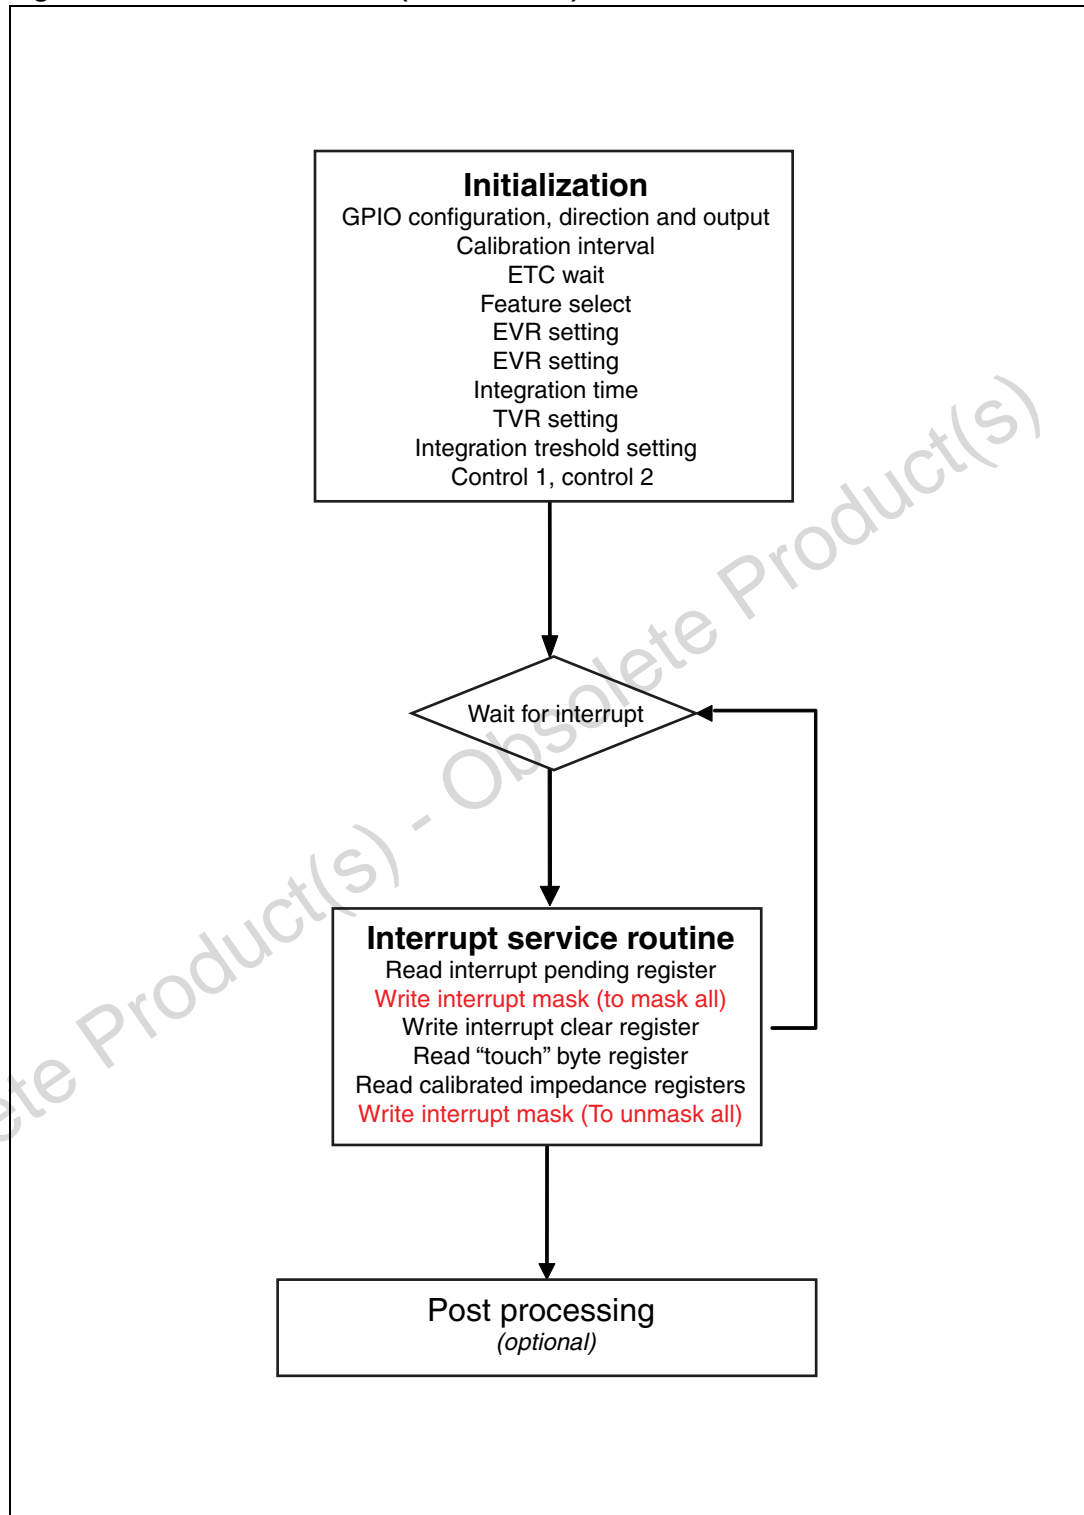 Initialization
GPIO configuration, direction and output
Calibration interval
ETC wait
Feature select
EVR setting
EVR setting
Integration time
TVR setting
Integration treshold setting
Control 1, control 2
Wait for interrupt
Interrupt service routine
Read interrupt pending register
Write interrupt mask (to mask all)
Write interrupt clear register
Read “touch” byte register
Read calibrated impedance registers
Write interrupt mask (To unmask all)
Post processing
(optional)
ete Product(s) - Obsolete Product(s)